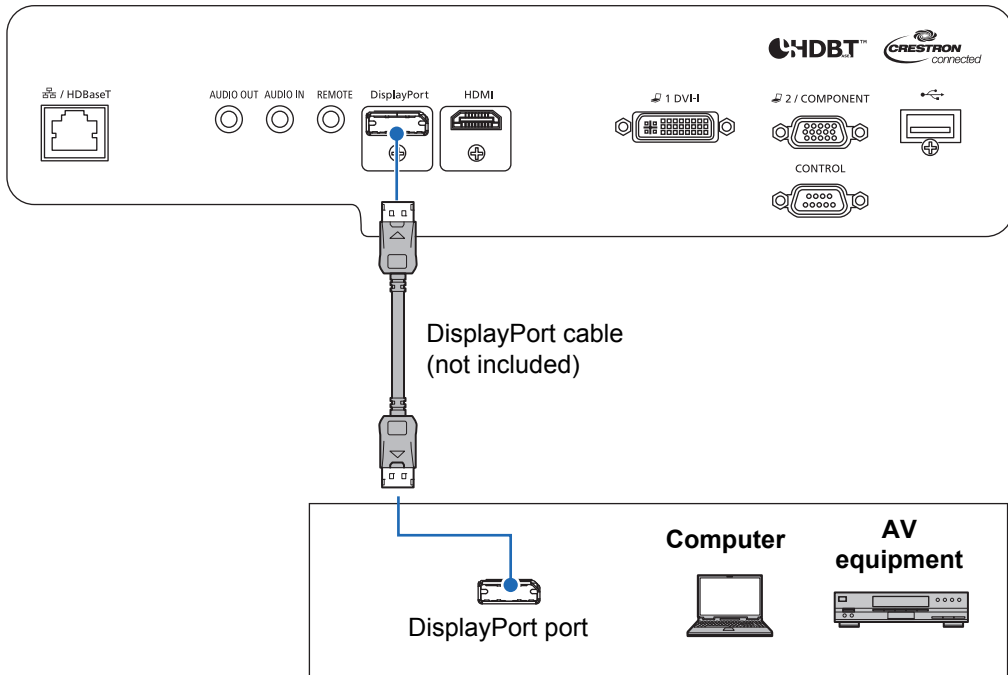 HDBT™
CRESTRON
connected
/ HDBaseT
AUDIO OUT
AUDIO IN
REMOTE
DisplayPort
HDMI
1 DVI-I
2 / COMPONENT
CONTROL
DisplayPort cable
(not included)
Computer
AV
equipment
DisplayPort port